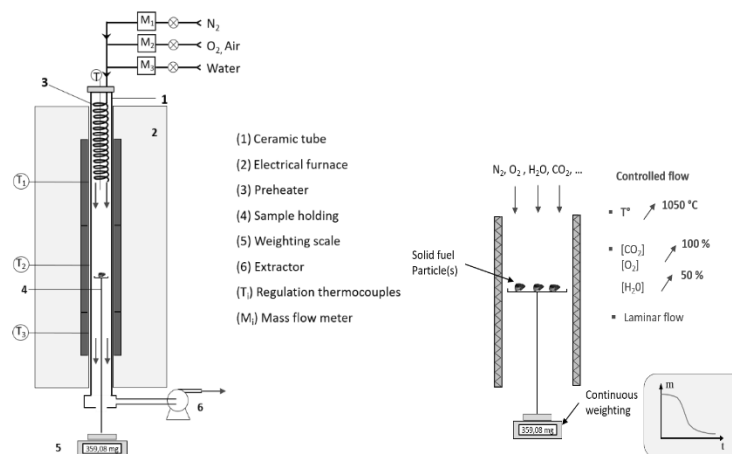 M₁
N₂
M₂
O₂, Air
M₃
Water
T
3
1
2
T₁
T₂
4
T₃
6
5
359,08 mg
(1) Ceramic tube
(2) Electrical furnace
(3) Preheater
(4) Sample holding
(5) Weighting scale
(6) Extractor
(Tᵢ) Regulation thermocouples
(Mᵢ) Mass flow meter
N₂, O₂ , H₂O, CO₂, ...
Solid fuel
Particle(s)
Continuous
weighting
359,08 mg
Controlled flow
▪ T° 1050 °C
▪ [CO₂] 100 %
[O₂]
[H₂0] 50 %
▪ Laminar flow
m
t